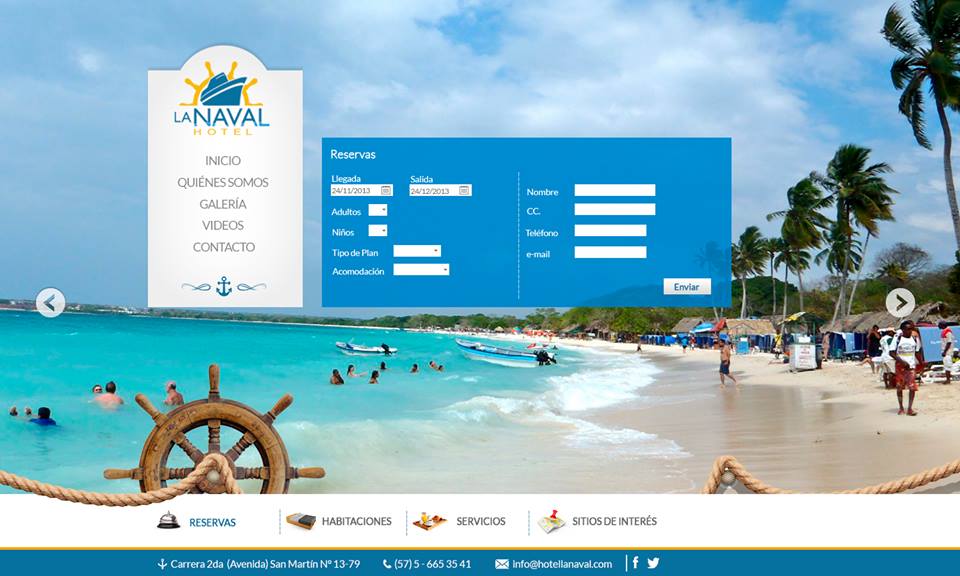 LA NAVAL
HOTEL
INICIO
QUIÉNES SOMOS
GALERÍA
VIDEOS
CONTACTO
Reservas
Llegada
24/11/2013
Salida
24/12/2013
Adultos
Niños
Tipo de Plan
Acomodación
Nombre
CC.
Teléfono
e-mail
Enviar
RESERVAS
HABITACIONES
SERVICIOS
SITIOS DE INTERÉS
Carrera 2da (Avenida) San Martín Nº 13-79
(57) 5 - 665 35 41
info@hotellanaval.com